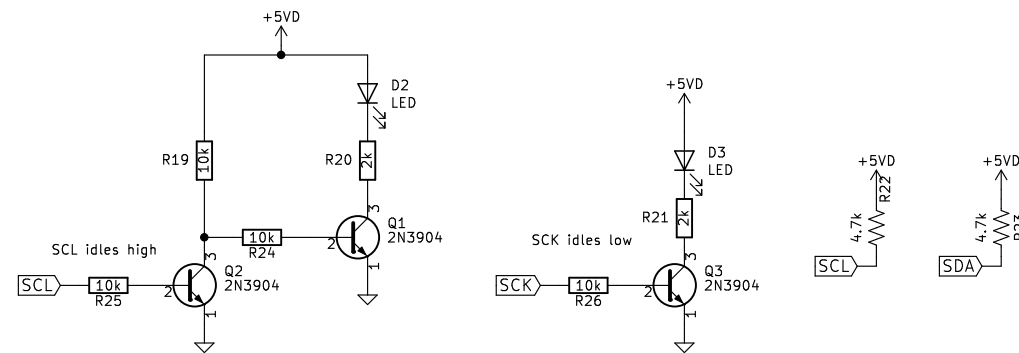 +5VD
D2
LED
R19
10k
R20
2k
3
Q1
2N3904
2
1
10k
R24
SCL idles high
SCL
10k
R25
3
Q2
2N3904
2
1
+5VD
D3
LED
R21
2k
SCK idles low
SCK
10k
R26
3
Q3
2N3904
2
1
+5VD
R22
4.7k
SCL
+5VD
R23
4.7k
SDA